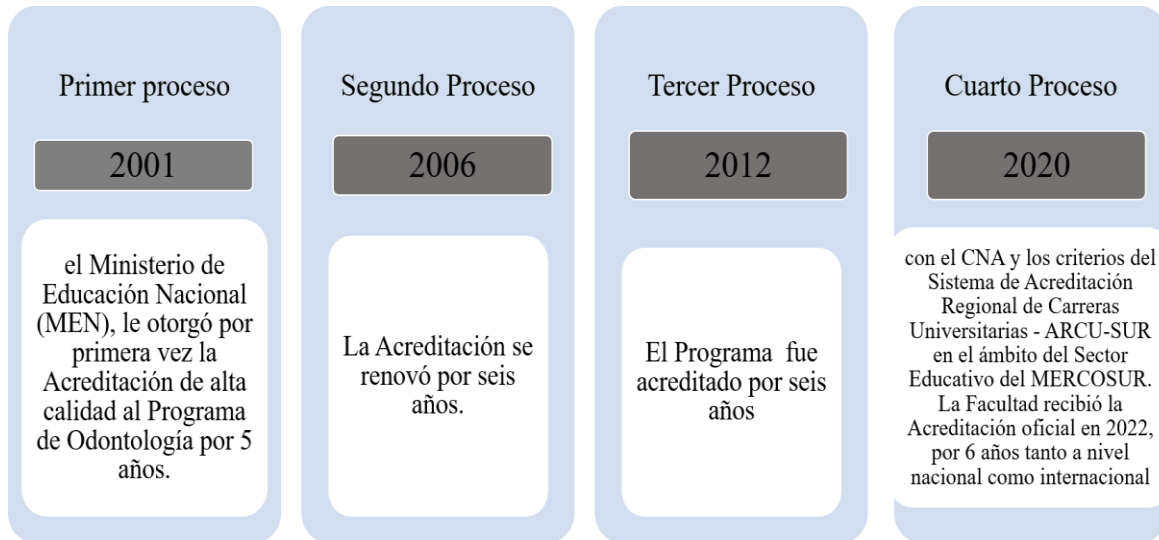 Primer proceso
2001
el Ministerio de
Educación Nacional
(MEN), le otorgó por
primera vez la
Acreditación de alta
calidad al Programa
de Odontología por 5
años.
Segundo Proceso
2006
La Acreditación se
renovó por seis
años.
Tercer Proceso
2012
El Programa  fue
acreditado por seis
años
Cuarto Proceso
2020
con el CNA y los criterios del
Sistema de Acreditación
Regional de Carreras
Universitarias - ARCU-SUR
en el ámbito del Sector
Educativo del MERCOSUR.
La Facultad recibió la
Acreditación oficial en 2022,
por 6 años tanto a nivel
nacional como internacional